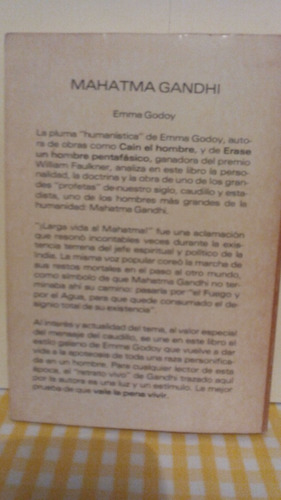 MAHATMA GANDHI
Emma Godoy
La pluma "humanística" de Emma Godoy, auto-
ra de obras como Caín el hombre, y de Erase
un hombre pentafásico, ganadora del premio
William Faulkner, analiza en este libro la perso-
nalidad, la doctrina y la obra de uno de los gran-
des "profetas" de nuestro siglo, caudillo y esta-
dista, uno de los hombres más grandes de la
humanidad: Mahatma Gandhi.
"¡Larga vida al Mahatma!" fue una aclamación
que resonó incontables veces durante la exis-
tencia terrena del jefe espiritual y político de la
India. La misma voz popular coreó la marcha de
sus restos mortales en el paso al otro mundo,
como símbolo de que Mahatma Gandhi no ter-
minaba ahí su camino: pasaría por "el Fuego y
por el Agua, para que quede consumado el de-
signio total de su existencia"
Al interés y actualidad del tema, al valor especial
del mensaje del caudillo, se une en este libro el
estilo galano de Emma Godoy que vuelve a dar
vida a la apoteosis de toda una raza personifica-
da en un hombre. Para cualquier lector de esta
época, el "retrato vivo" de Gandhi trazado aquí
por la autora es una luz y un estímulo. La mejor
prueba de que vale la pena vivir.